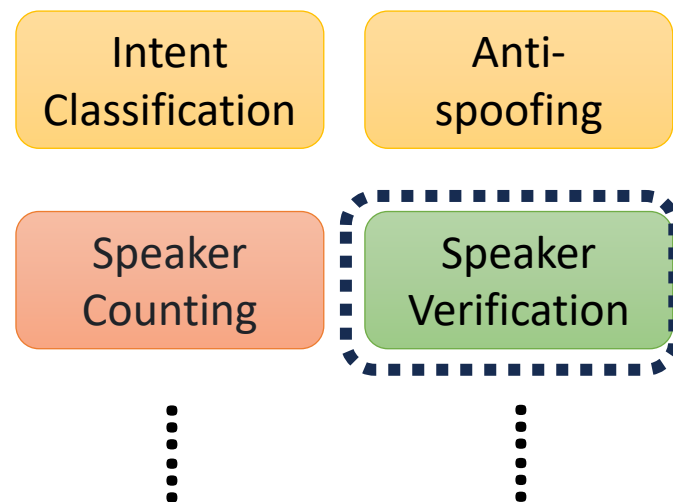 Intent
Classification
Anti-
spoofing
Speaker
Counting
Speaker
Verification